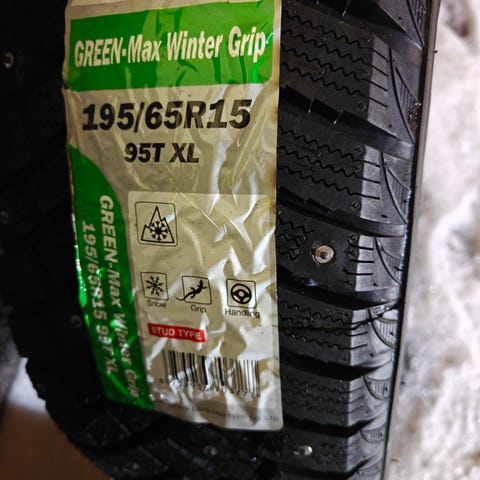 GREEN-Max Winter Grip
195/65R15
95T XL
GREEN-Max Winter Grip
195/65R15 95T XL
Snow
Grip
Handling
STUD TYPE